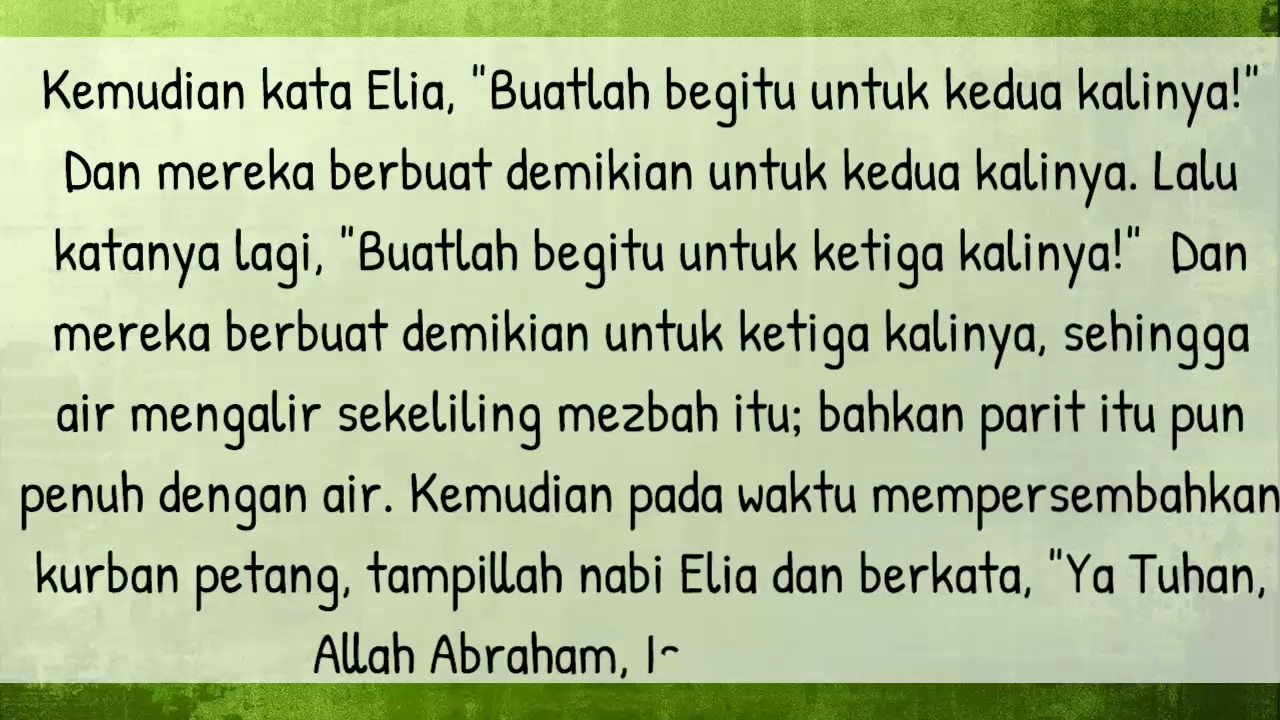 Kemudian kata Elia, "Buatlah begitu untuk kedua kalinya!"
Dan mereka berbuat demikian untuk kedua kalinya. Lalu
katanya lagi, "Buatlah begitu untuk ketiga kalinya!" Dan
mereka berbuat demikian untuk ketiga kalinya, sehingga
air mengalir sekeliling mezbah itu; bahkan parit itu pun
penuh dengan air. Kemudian pada waktu mempersembahkan
kurban petang, tampillah nabi Elia dan berkata, "Ya Tuhan,
Allah Abraham,